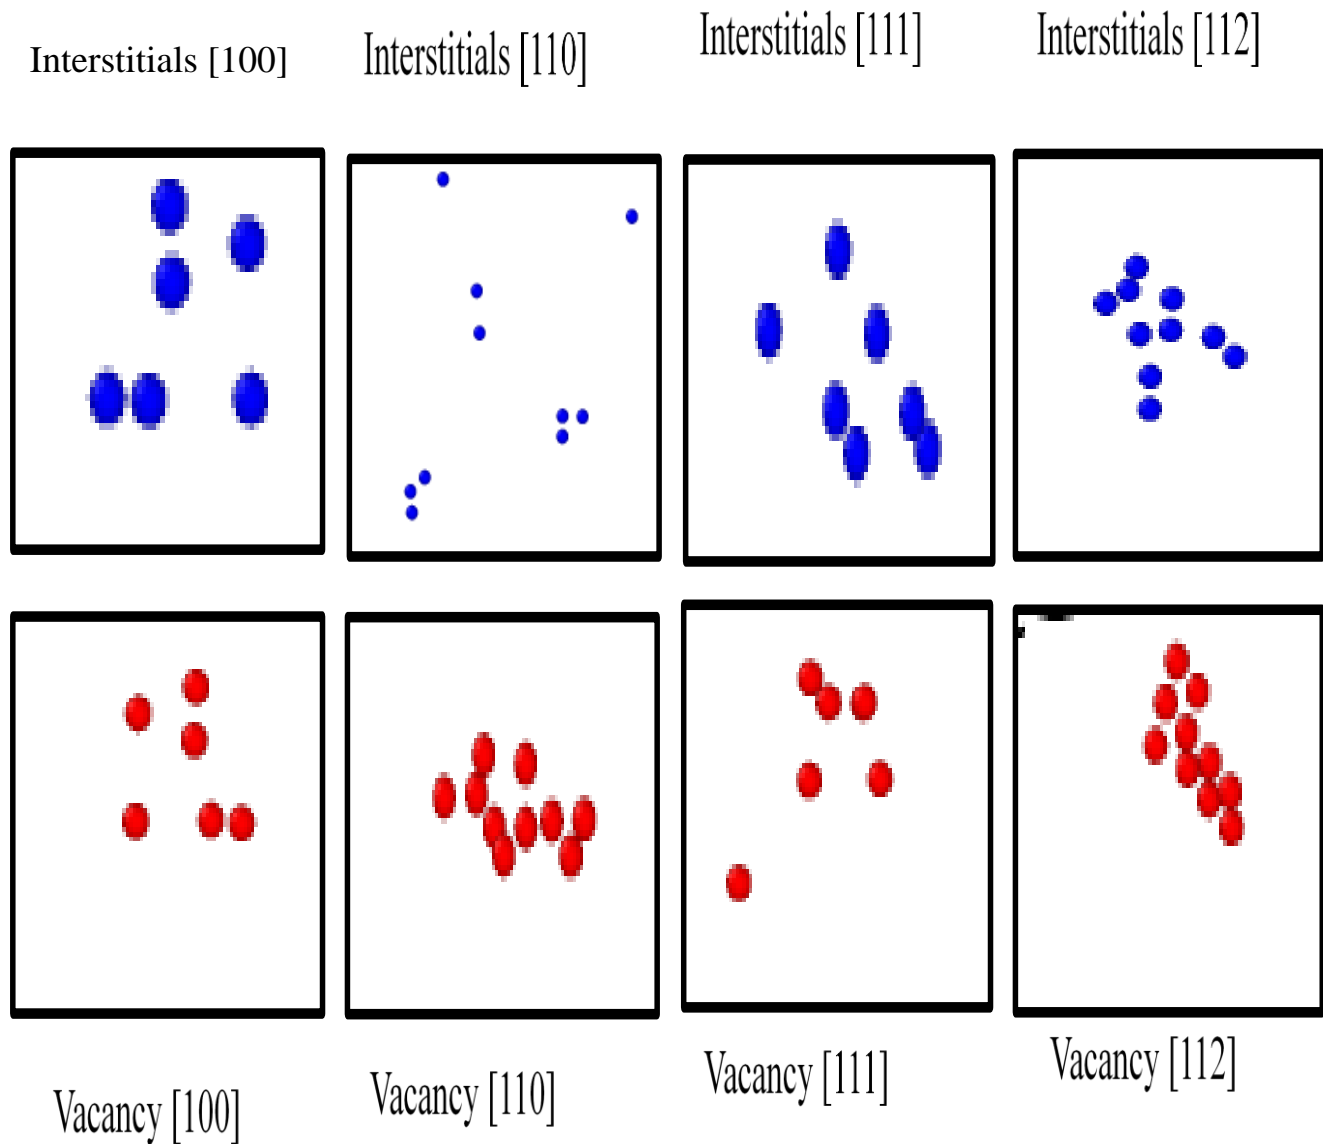 Interstitials [100]
Interstitials [110]
Interstitials [111]
Interstitials [112]
Vacancy [100]
Vacancy [110]
Vacancy [111]
Vacancy [112]